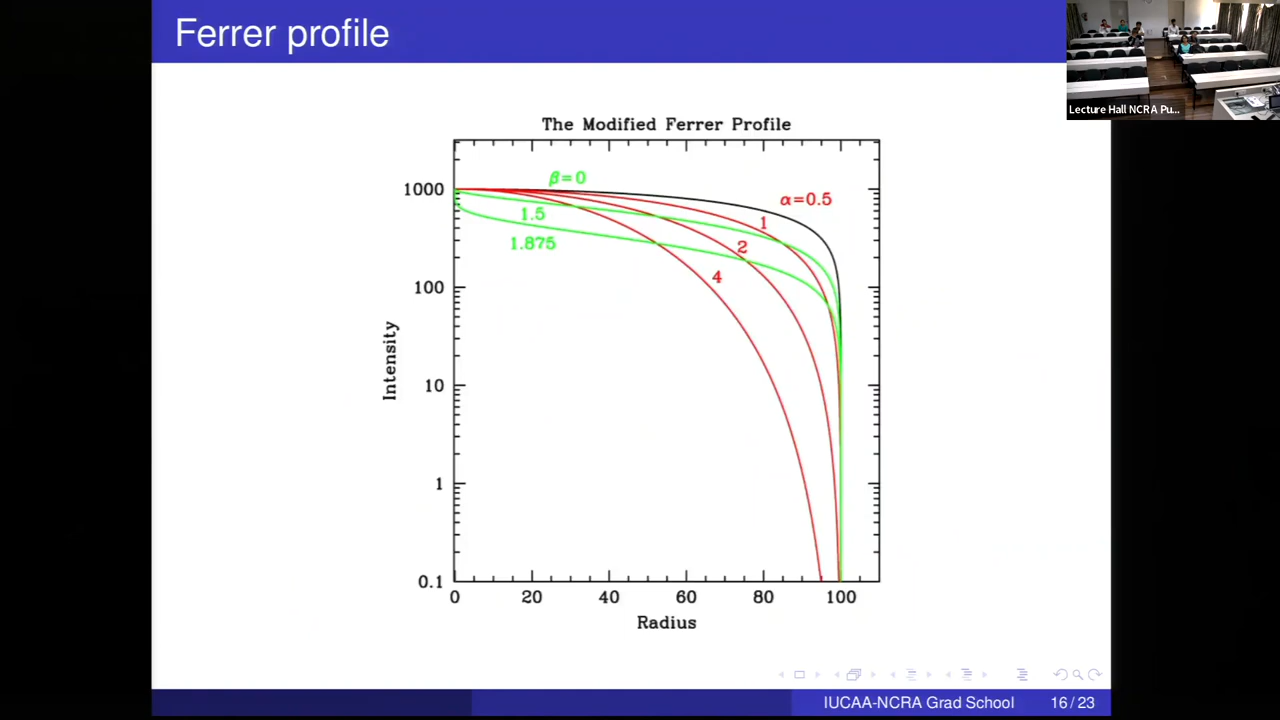 Ferrer profile
Lecture Hall NCRA Pu...
The Modified Ferrer Profile
β=0
α=0.5
1.5
1
1.875
2
4
1000
100
10
1
0.1
Intensity
0 20 40 60 80 100
Radius
IUCAA-NCRA Grad School 16/23